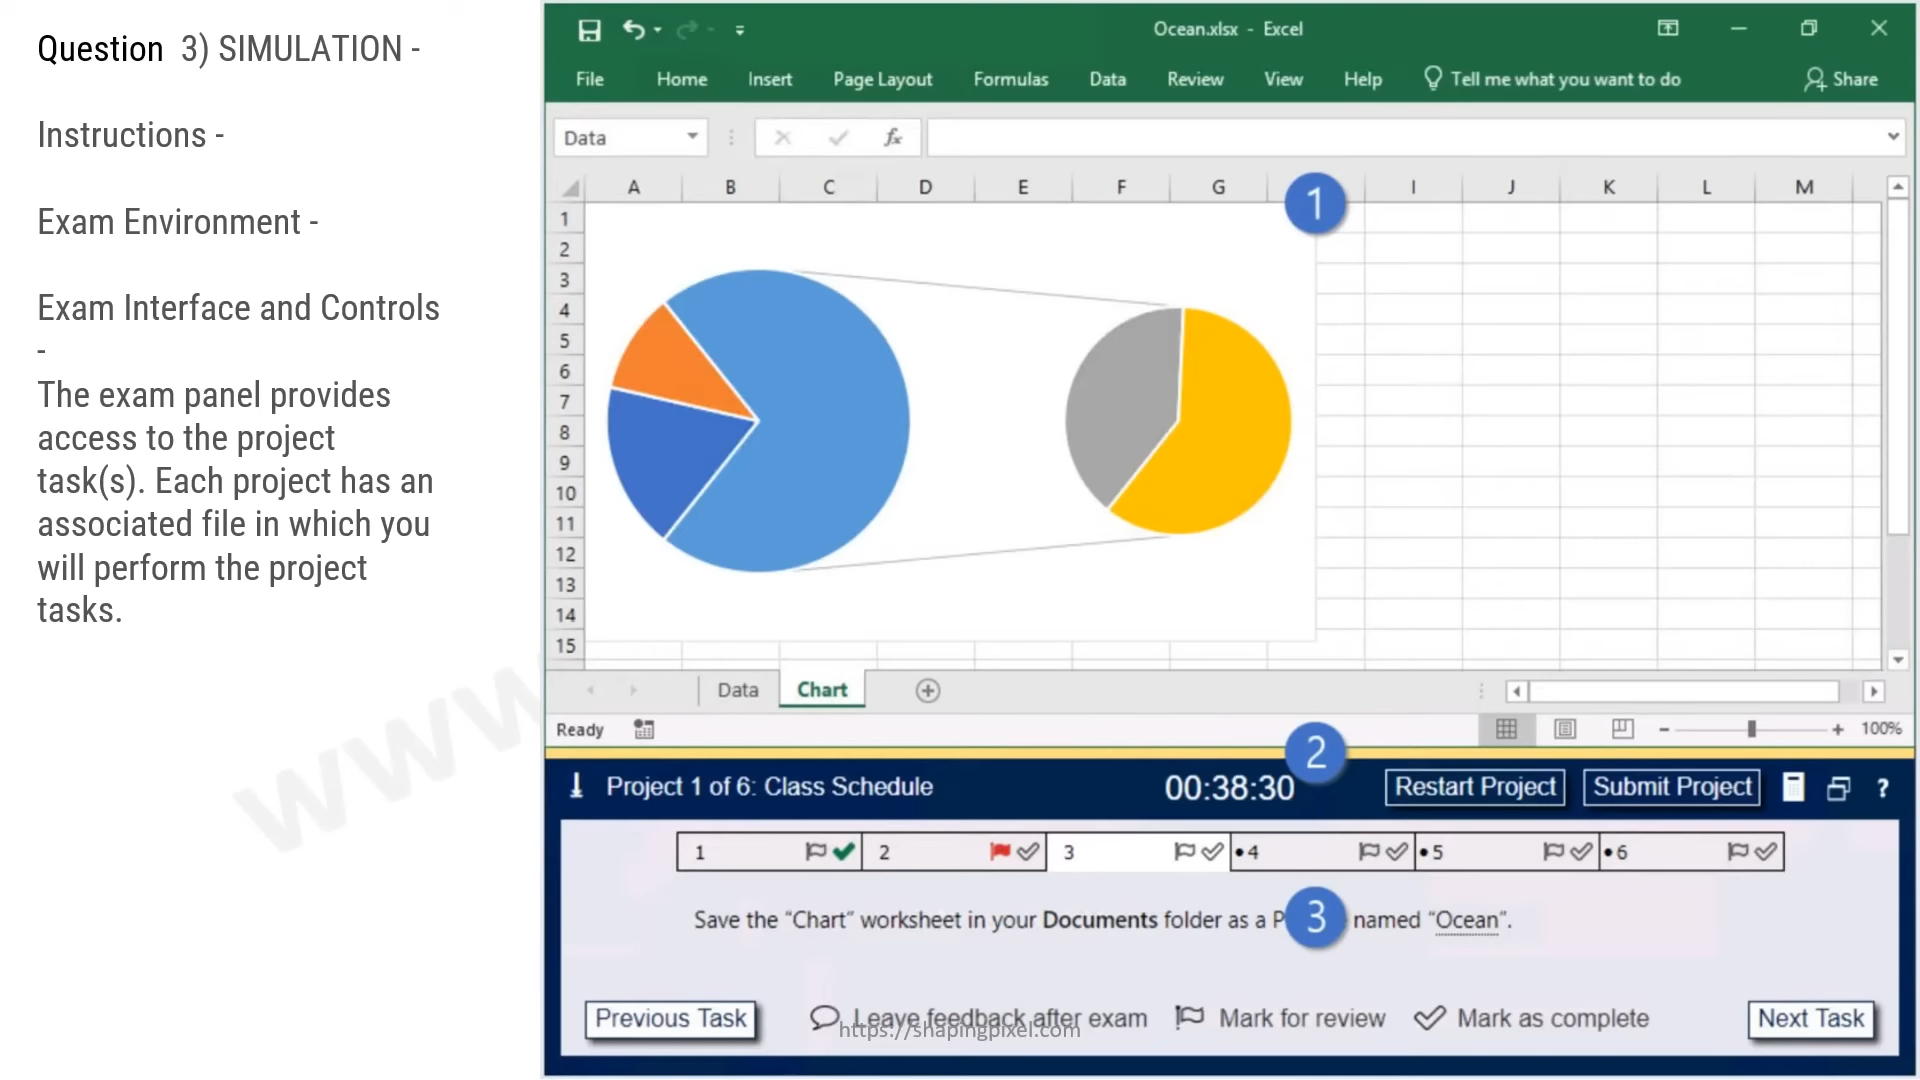 Question 3) SIMULATION -
Instructions -
Exam Environment -
Exam Interface and Controls
-
The exam panel provides
access to the project
task(s). Each project has an
associated file in which you
will perform the project
tasks.
www
Ocean.xlsx - Excel
File Home Insert Page Layout Formulas Data Review View Help Tell me what you want to do Share
Data fx
A B C D E F G I J K L M
1
1
2
3
4
5
6
7
8
9
10
11
12
13
14
15
Data Chart
Ready 100%
2
Project 1 of 6: Class Schedule 00:38:30 Restart Project Submit Project ?
1 2 3 •4 •5 •6
Save the “Chart” worksheet in your Documents folder as a P 3 named “Ocean”.
Previous Task Leave feedback after exam Mark for review Mark as complete Next Task
https://shapingpixel.com